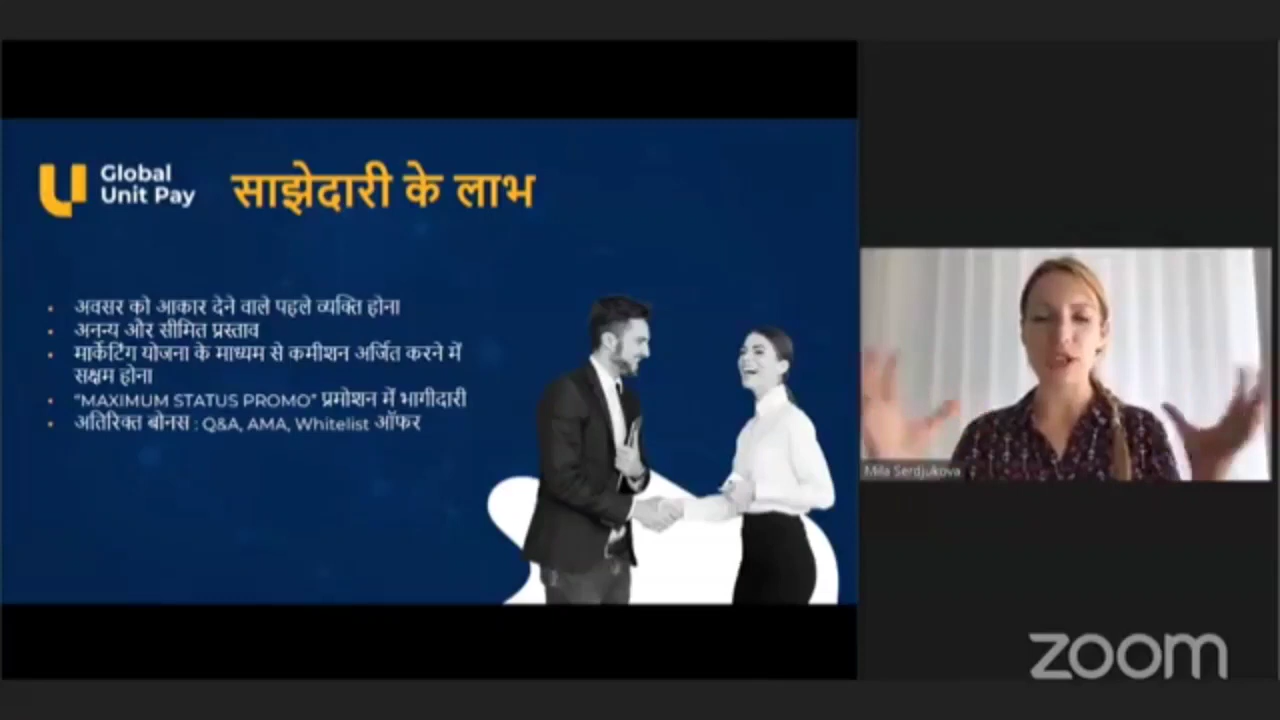 Global
Unit Pay
साझेदारी के लाभ
• अवसर को आकार देने वाले पहले व्यक्ति होना
• अनन्य और सीमित प्रस्ताव
• मार्केटिंग योजना के माध्यम से कमीशन अर्जित करने में
सक्षम होना
• “MAXIMUM STATUS PROMO” प्रमोशन में भागीदारी
• अतिरिक्त बोनस : Q&A, AMA, Whitelist ऑफर
Mila Serdjukova
zoom